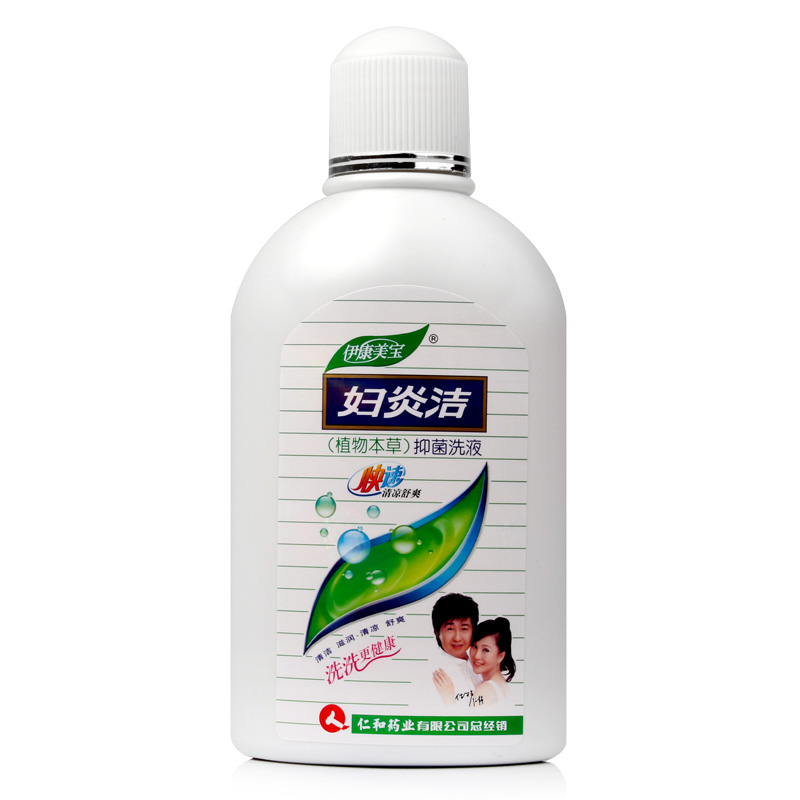 伊康美宝®
妇炎洁
(植物本草)抑菌洗液
快速
清凉舒爽
清洁 滋润·清凉 舒爽
洗洗更健康
仁和药业有限公司总经销